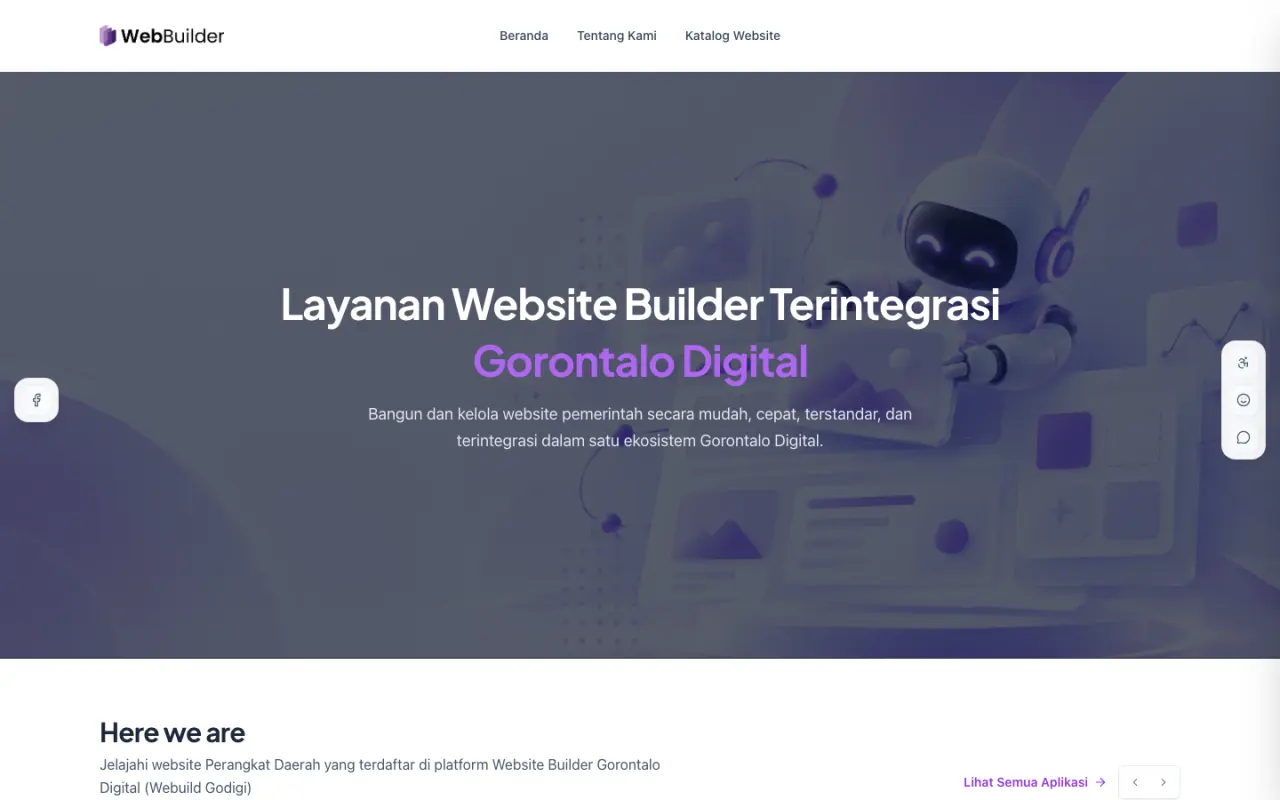 WebBuilder
Beranda
Tentang Kami
Katalog Website
Layanan Website Builder Terintegrasi
Gorontalo Digital
Bangun dan kelola website pemerintah secara mudah, cepat, terstandar, dan
terintegrasi dalam satu ekosistem Gorontalo Digital.
Here we are
Jelajahi website Perangkat Daerah yang terdaftar di platform Website Builder Gorontalo
Digital (Webuild Godigi)
Lihat Semua Aplikasi